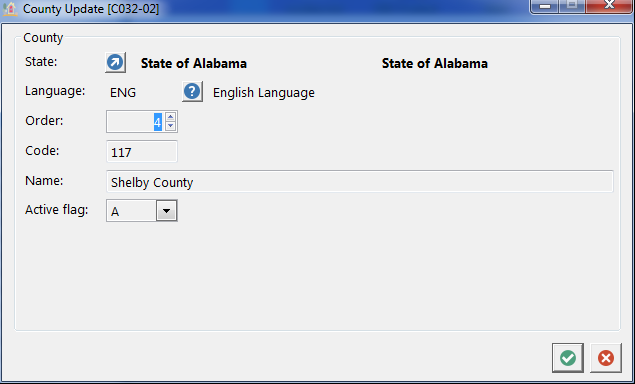 County Update [C032-02]
County
State: State of Alabama State of Alabama
Language: ENG ? English Language
Order: 4
Code: 117
Name: Shelby County
Active flag: A